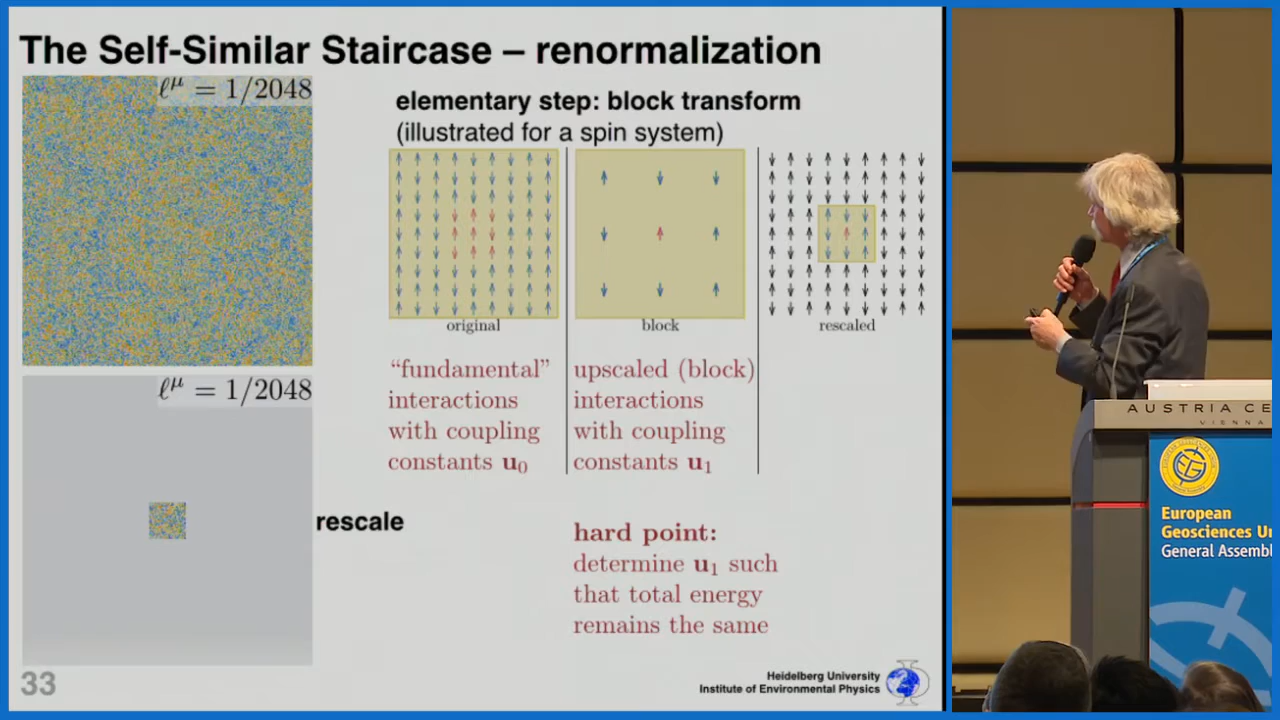 The Self-Similar Staircase – renormalization
ℓ^μ = 1/2048
elementary step: block transform
(illustrated for a spin system)
original
block
rescaled
"fundamental"
interactions
with coupling
constants u₀
upscaled (block)
interactions
with coupling
constants u₁
ℓ^μ = 1/2048
rescale
hard point:
determine u₁ such
that total energy
remains the same
33
Heidelberg University
Institute of Environmental Physics
AUSTRIA CE
VIENNA
European
Geosciences Un
General Assembl